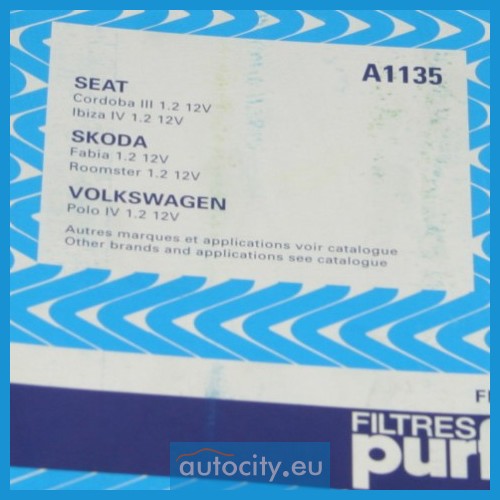 A1135
SEAT
Cordoba III 1.2 12V
Ibiza IV 1.2 12V
SKODA
Fabia 1.2 12V
Roomster 1.2 12V
VOLKSWAGEN
Polo IV 1.2 12V
Autres marques et applications voir catalogue
Other brands and applications see catalogue
FILTRES
autocity.eu